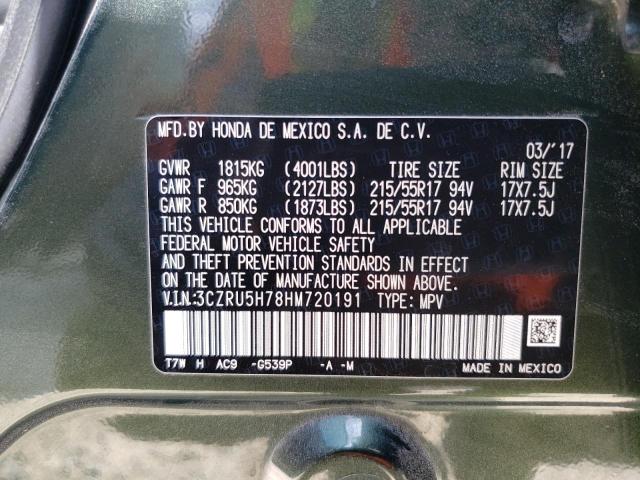 MFD.BY HONDA DE MEXICO S.A. DE C.V.
03/'17
GVWR 1815KG (4001LBS) TIRE SIZE RIM SIZE
GAWR F 965KG (2127LBS) 215/55R17 94V 17X7.5J
GAWR R 850KG (1873LBS) 215/55R17 94V 17X7.5J
THIS VEHICLE CONFORMS TO ALL APPLICABLE
FEDERAL MOTOR VEHICLE SAFETY
AND THEFT PREVENTION STANDARDS IN EFFECT
ON THE DATE OF MANUFACTURE SHOWN ABOVE.
V.I.N.:3CZRU5H78HM720191 TYPE: MPV
T7W H AC9 -G539P -A -M
MADE IN MEXICO